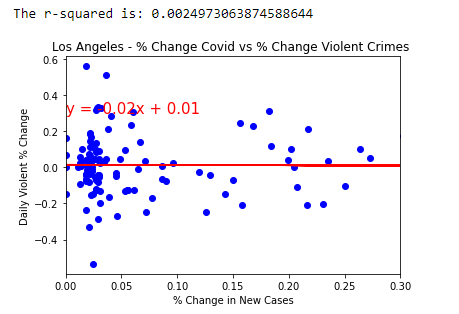 The r-squared is: 0.0024973063874588644
Los Angeles - % Change Covid vs % Change Violent Crimes
0.6
0.4
y = -0.02x + 0.01
0.2
0.0
−0.2
−0.4
Daily Violent % Change
0.00 0.05 0.10 0.15 0.20 0.25 0.30
% Change in New Cases